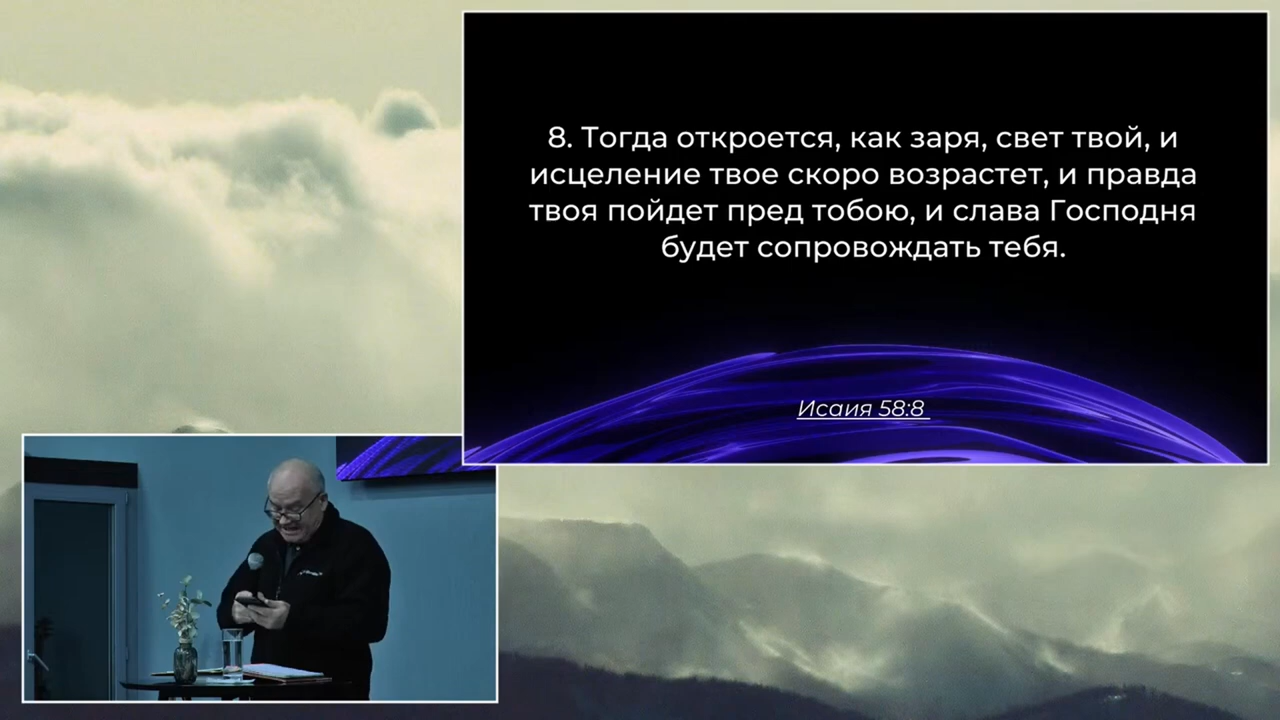 8. Тогда откроется, как заря, свет твой, и
исцеление твое скоро возрастет, и правда
твоя пойдет пред тобою, и слава Господня
будет сопровождать тебя.
Исаия 58:8